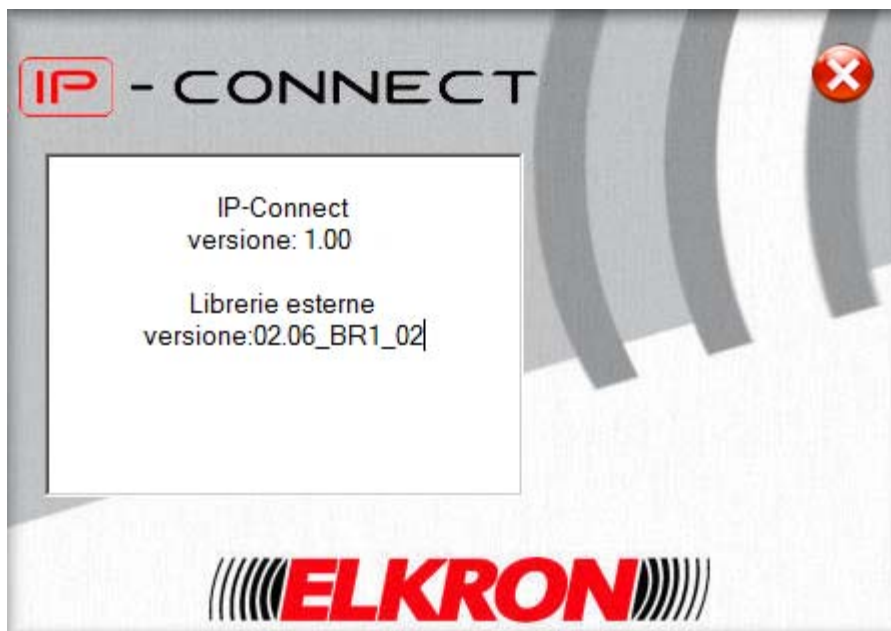 IP - CONNECT
IP-Connect
versione: 1.00
Librerie esterne
versione:02.06_BR1_02
ELKRON